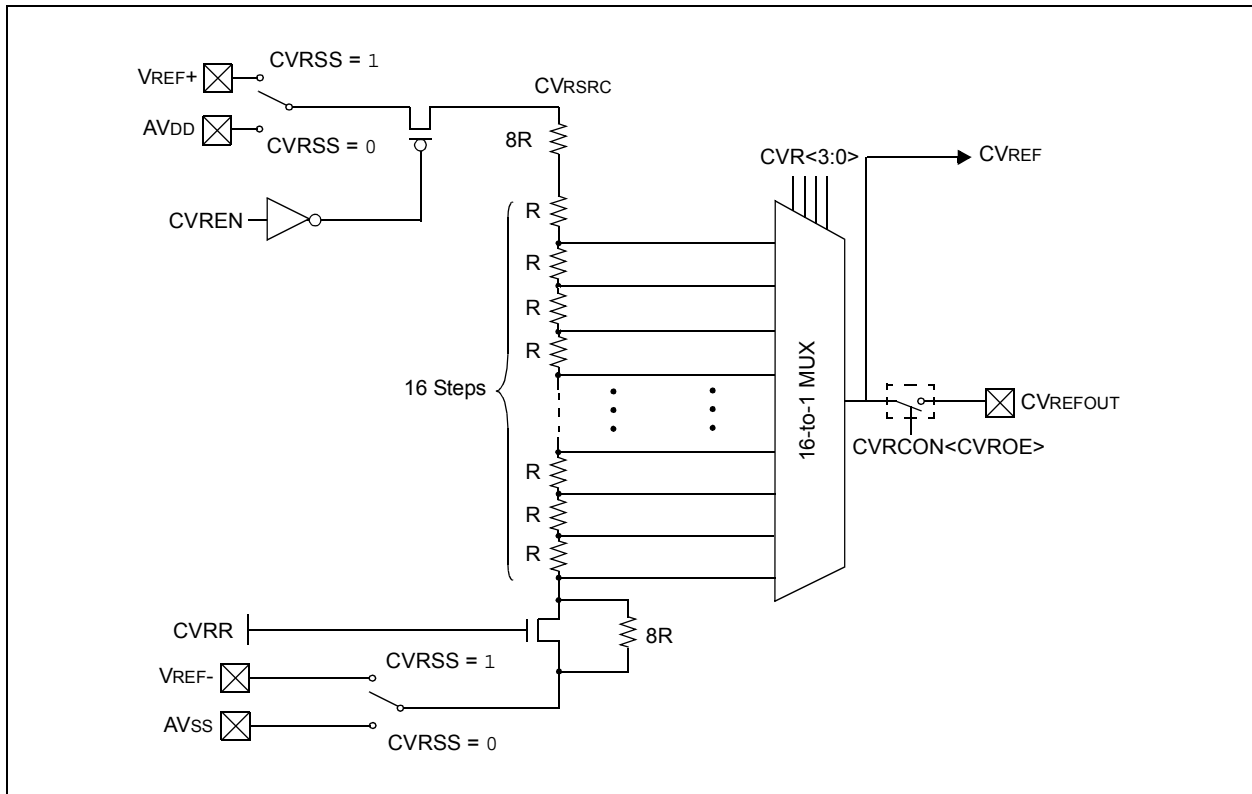 CVRSS = 1
VREF+
CVRSRC
AVDD
8R
CVRSS = 0
CVR<3:0>
CVREF
CVREN
R
R
R
R
16 Steps
16-to-1 MUX
CVREFOUT
CVRCON<CVROE>
R
R
R
CVRR
8R
CVRSS = 1
VREF-
AVSS
CVRSS = 0